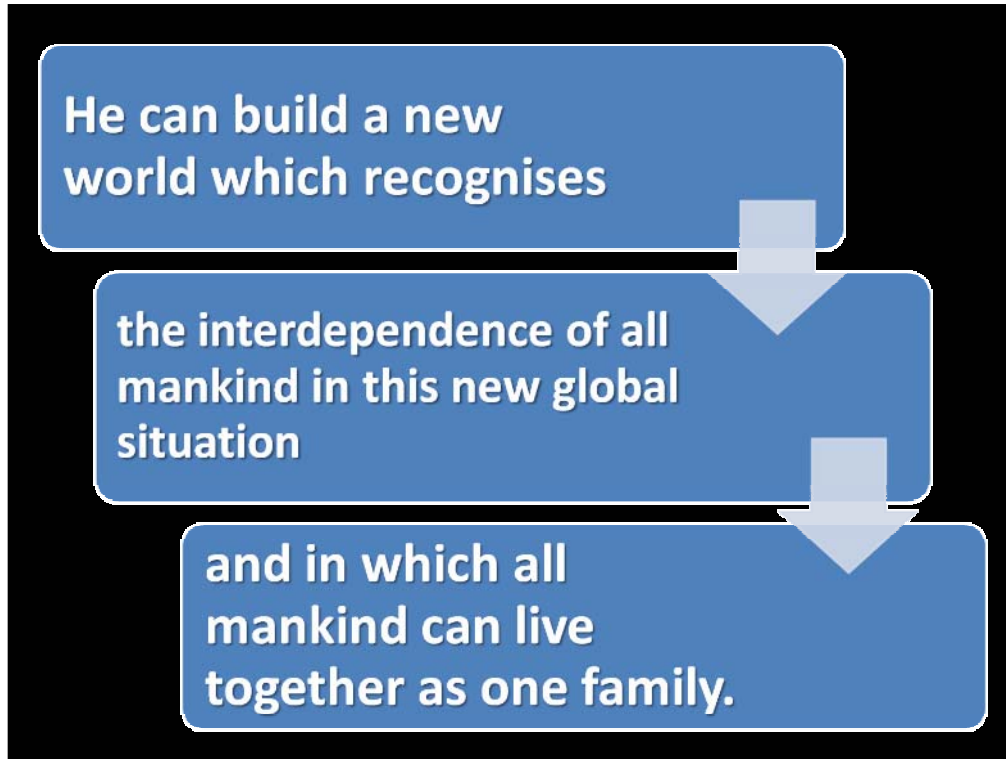 He can build a new
world which recognises
the interdependence of all
mankind in this new global
situation
and in which all
mankind can live
together as one family.